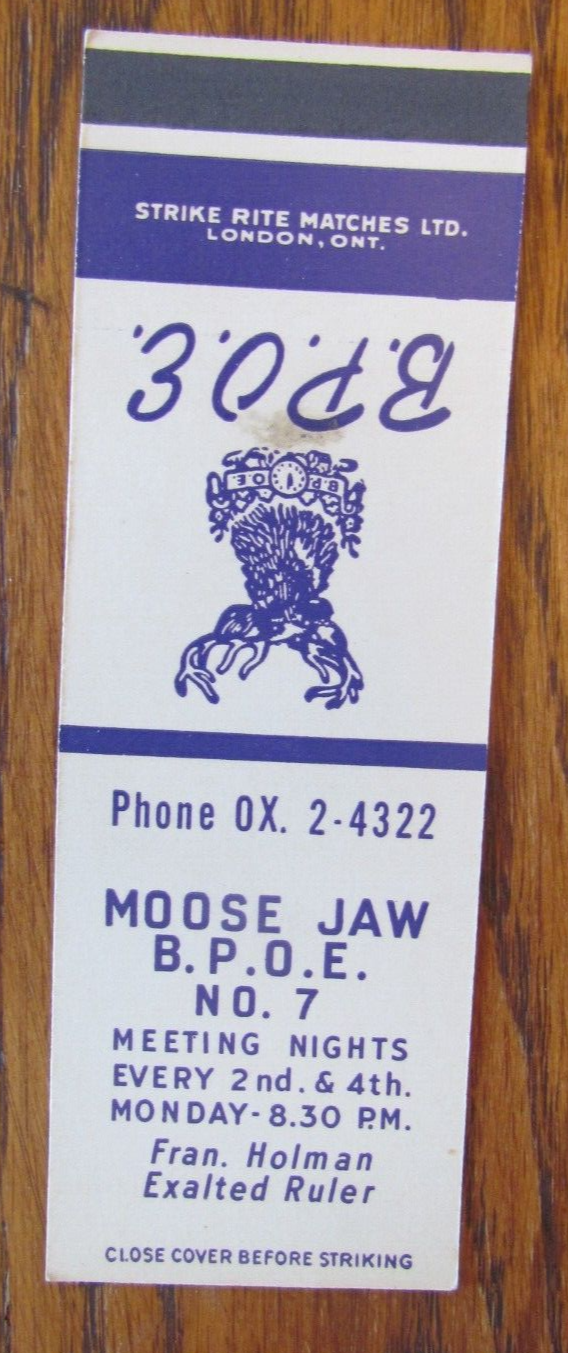 STRIKE RITE MATCHES LTD.
LONDON, ONT.
B.P.O.E.
B.P. O.E.
Phone OX. 2-4322
MOOSE JAW
B.P.O.E.
NO. 7
MEETING NIGHTS
EVERY 2nd. & 4th.
MONDAY-8.30 P.M.
Fran. Holman
Exalted Ruler
CLOSE COVER BEFORE STRIKING